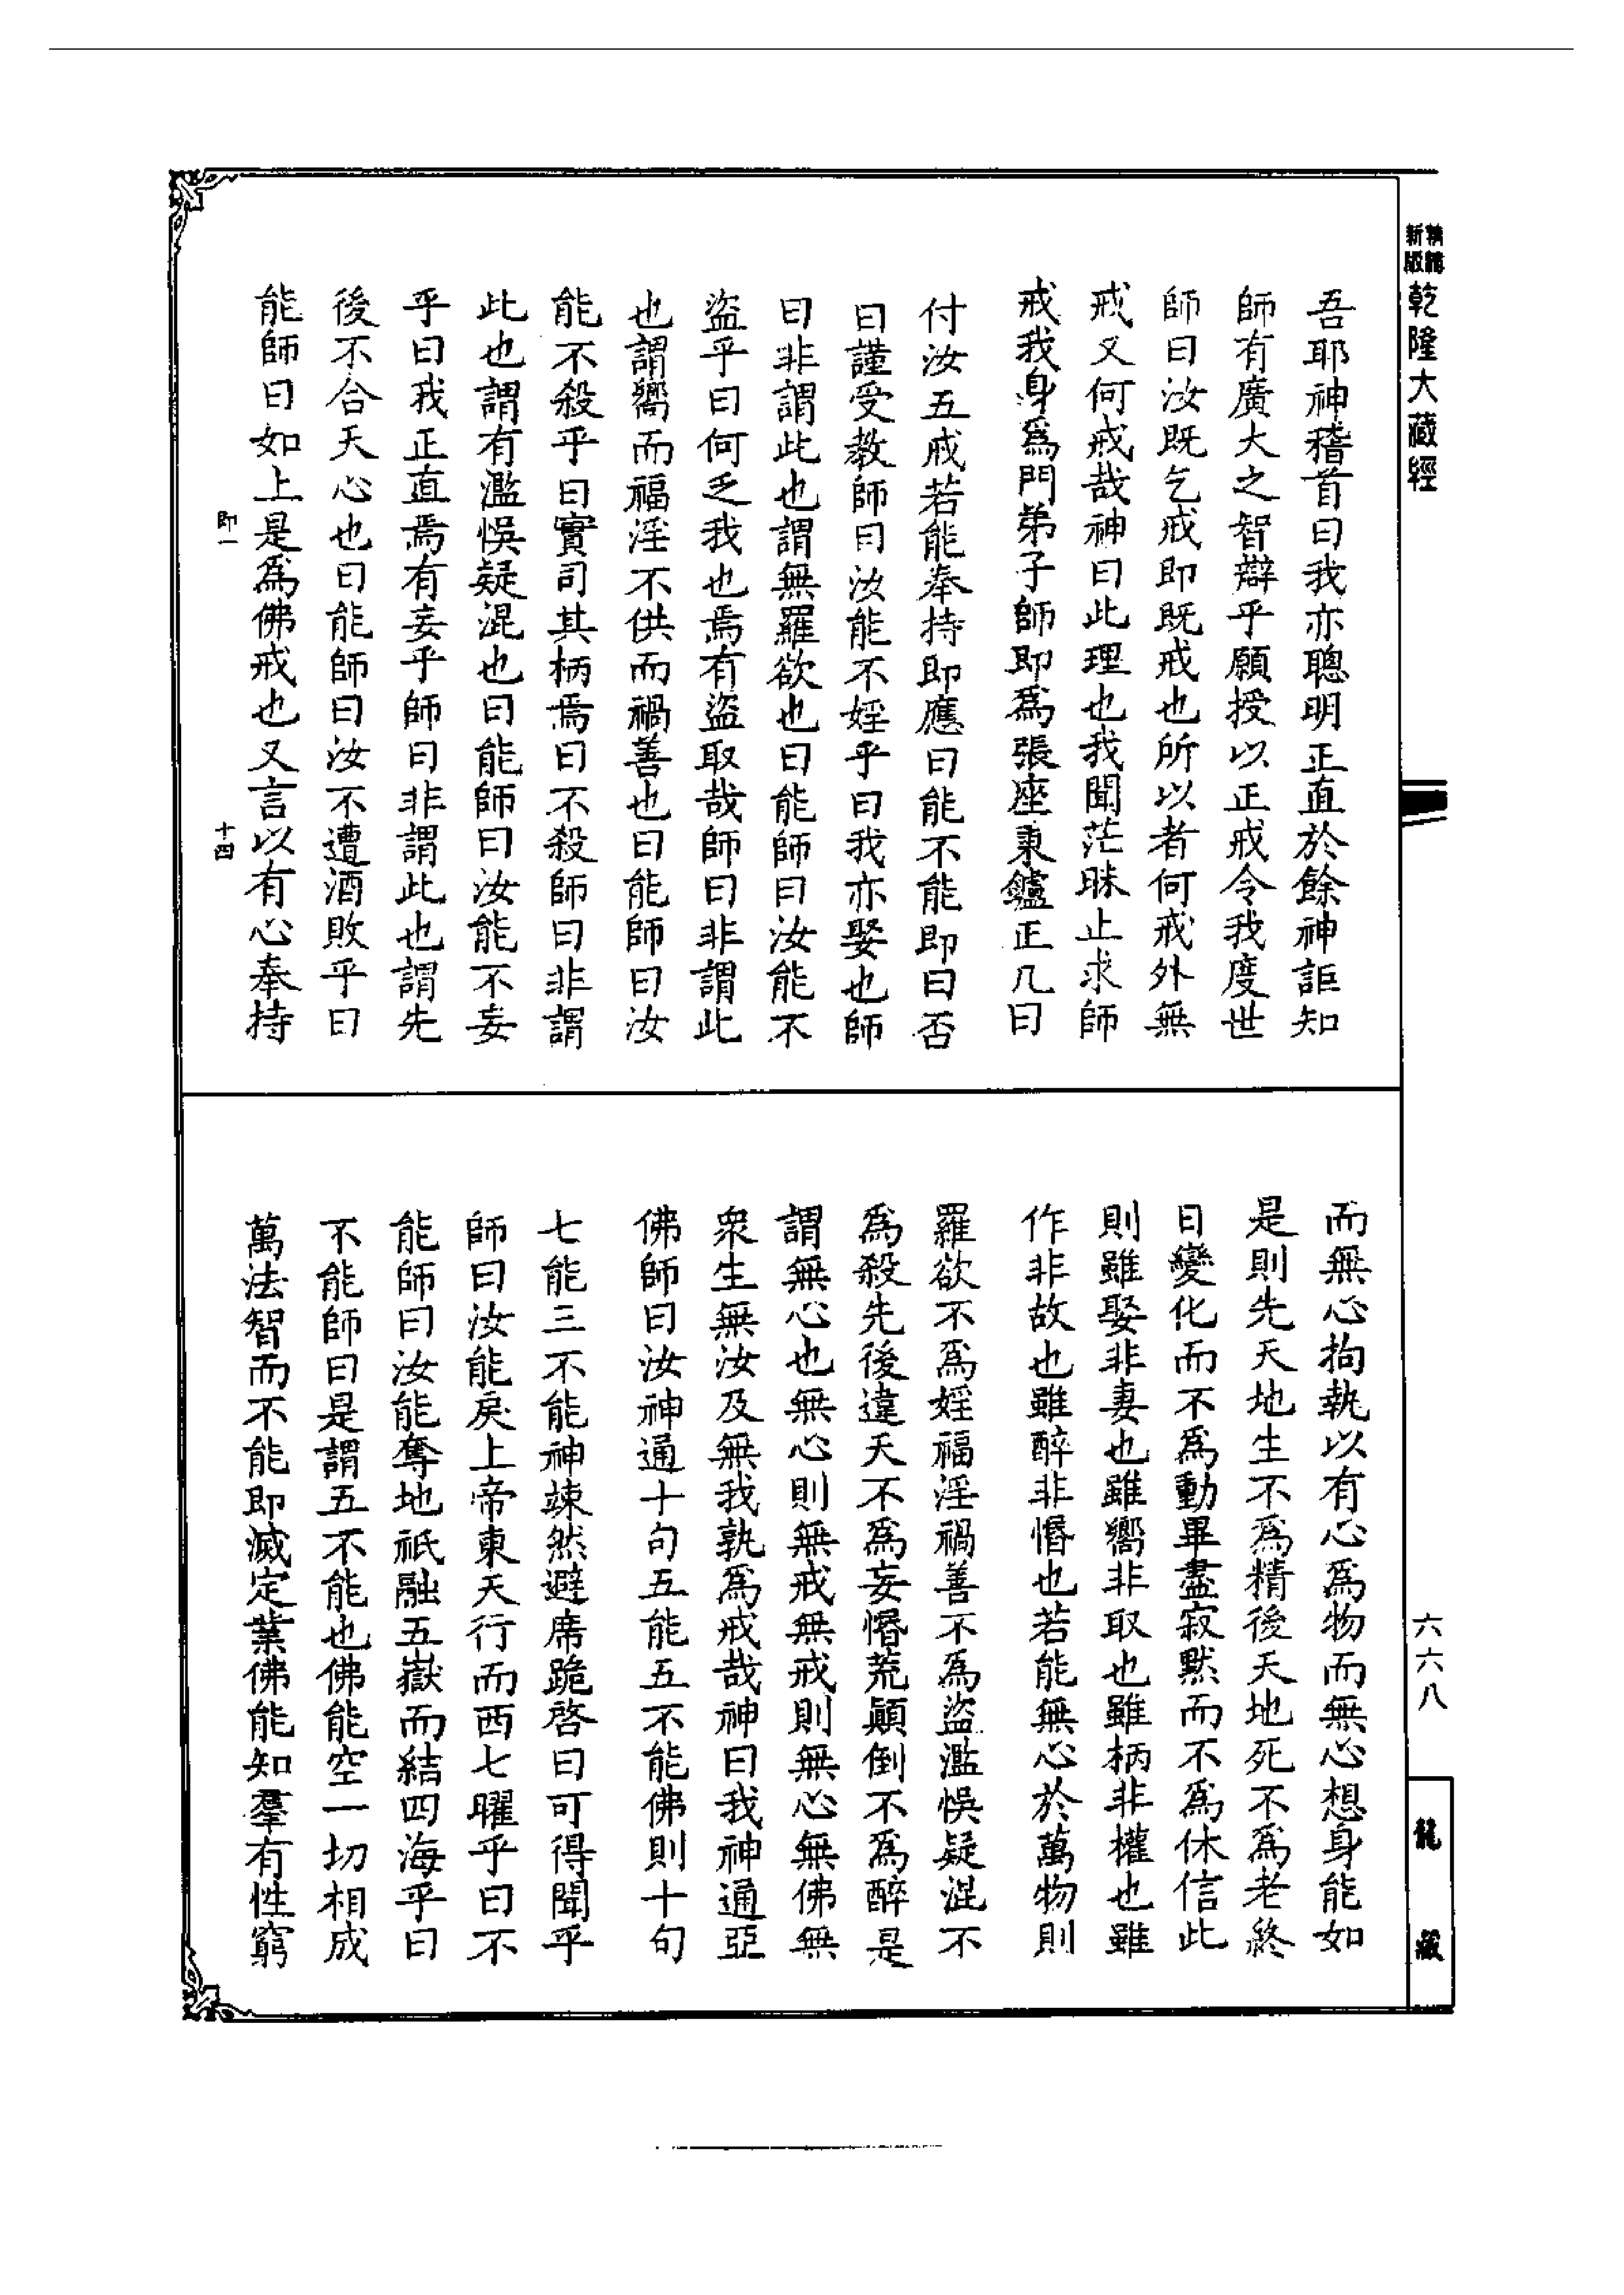 新版
精縮
乾隆大藏經
吾耶神稽首曰我亦聰明正直於餘神詎知
師有廣大之智辯乎願授以正戒令我度世
師曰汝既乞戒即既戒也所以者何戒外無
戒又何戒哉神曰此理也我聞茫昧止求師
戒我身爲門弟子師即爲張座秉鑪正几曰
付汝五戒若能奉持即應曰能不能即曰否
曰謹受教師曰汝能不婬乎曰我亦娶也師
曰非謂此也謂無羅欲也曰能師曰汝能不
盜乎曰何乏我也焉有盜取哉師曰非謂此
也謂嚮而福淫不供而禍善也曰能師曰汝
能不殺乎曰實司其柄焉曰不殺師曰非謂
此也謂有濫悞疑混也曰能師曰汝能不妄
乎曰我正直焉有妄乎師曰非謂此也謂先
後不合天心也曰能師曰汝不遭酒敗乎曰
能師曰如上是爲佛戒也又言以有心奉持
即一
十四
而無心拘執以有心爲物而無心想身能如
是則先天地生不爲精後天地死不爲老終
日變化而不爲動畢盡寂默而不爲休信此
則雖娶非妻也雖嚮非取也雖柄非權也雖
作非故也雖醉非惛也若能無心於萬物則
羅欲不爲婬福淫禍善不爲盜濫悞疑混不
爲殺先後違天不爲妄惛荒顚倒不爲醉是
謂無心也無心則無戒無戒則無心無佛無
衆生無汝及無我孰爲戒哉神曰我神通亞
佛師曰汝神通十句五能五不能佛則十句
七能三不能神竦然避席跪啓曰可得聞乎
師曰汝能戾上帝東天行而西七曜乎曰不
能師曰汝能奪地祇融五嶽而結四海乎曰
不能師曰是謂五不能也佛能空一切相成
萬法智而不能即滅定業佛能知羣有性窮
六六八
龍藏